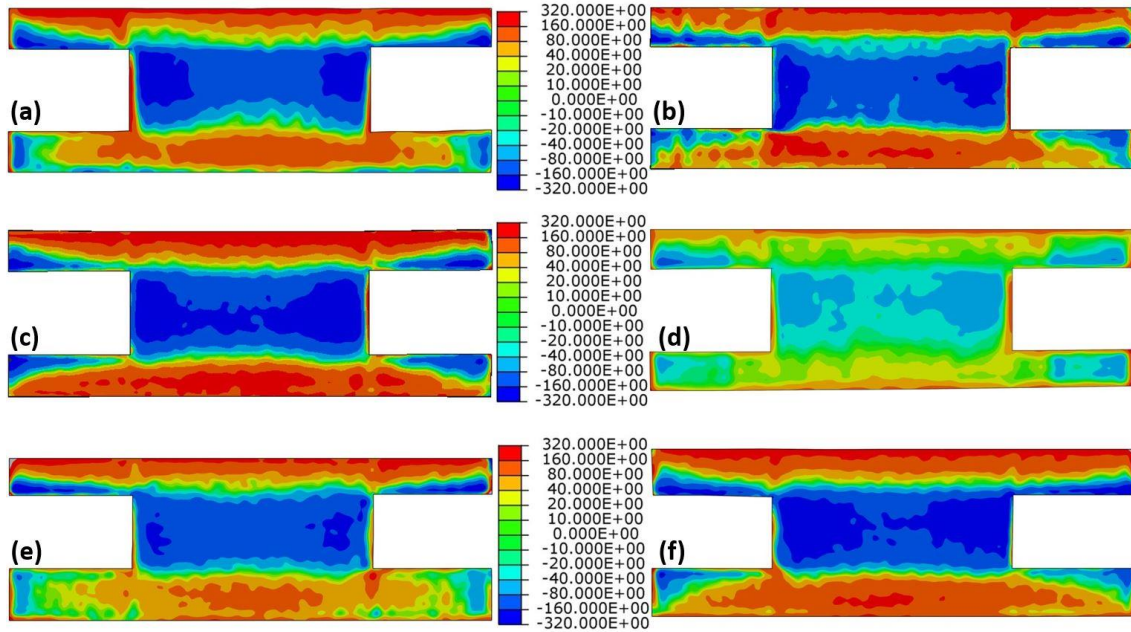 320.000E+00
160.000E+00
80.000E+00
40.000E+00
20.000E+00
10.000E+00
0.000E+00
-10.000E+00
-20.000E+00
-40.000E+00
-80.000E+00
-160.000E+00
-320.000E+00
(a)
(b)
320.000E+00
160.000E+00
80.000E+00
40.000E+00
20.000E+00
10.000E+00
0.000E+00
-10.000E+00
-20.000E+00
-40.000E+00
-80.000E+00
-160.000E+00
-320.000E+00
(c)
(d)
320.000E+00
160.000E+00
80.000E+00
40.000E+00
20.000E+00
10.000E+00
0.000E+00
-10.000E+00
-20.000E+00
-40.000E+00
-80.000E+00
-160.000E+00
-320.000E+00
(e)
(f)